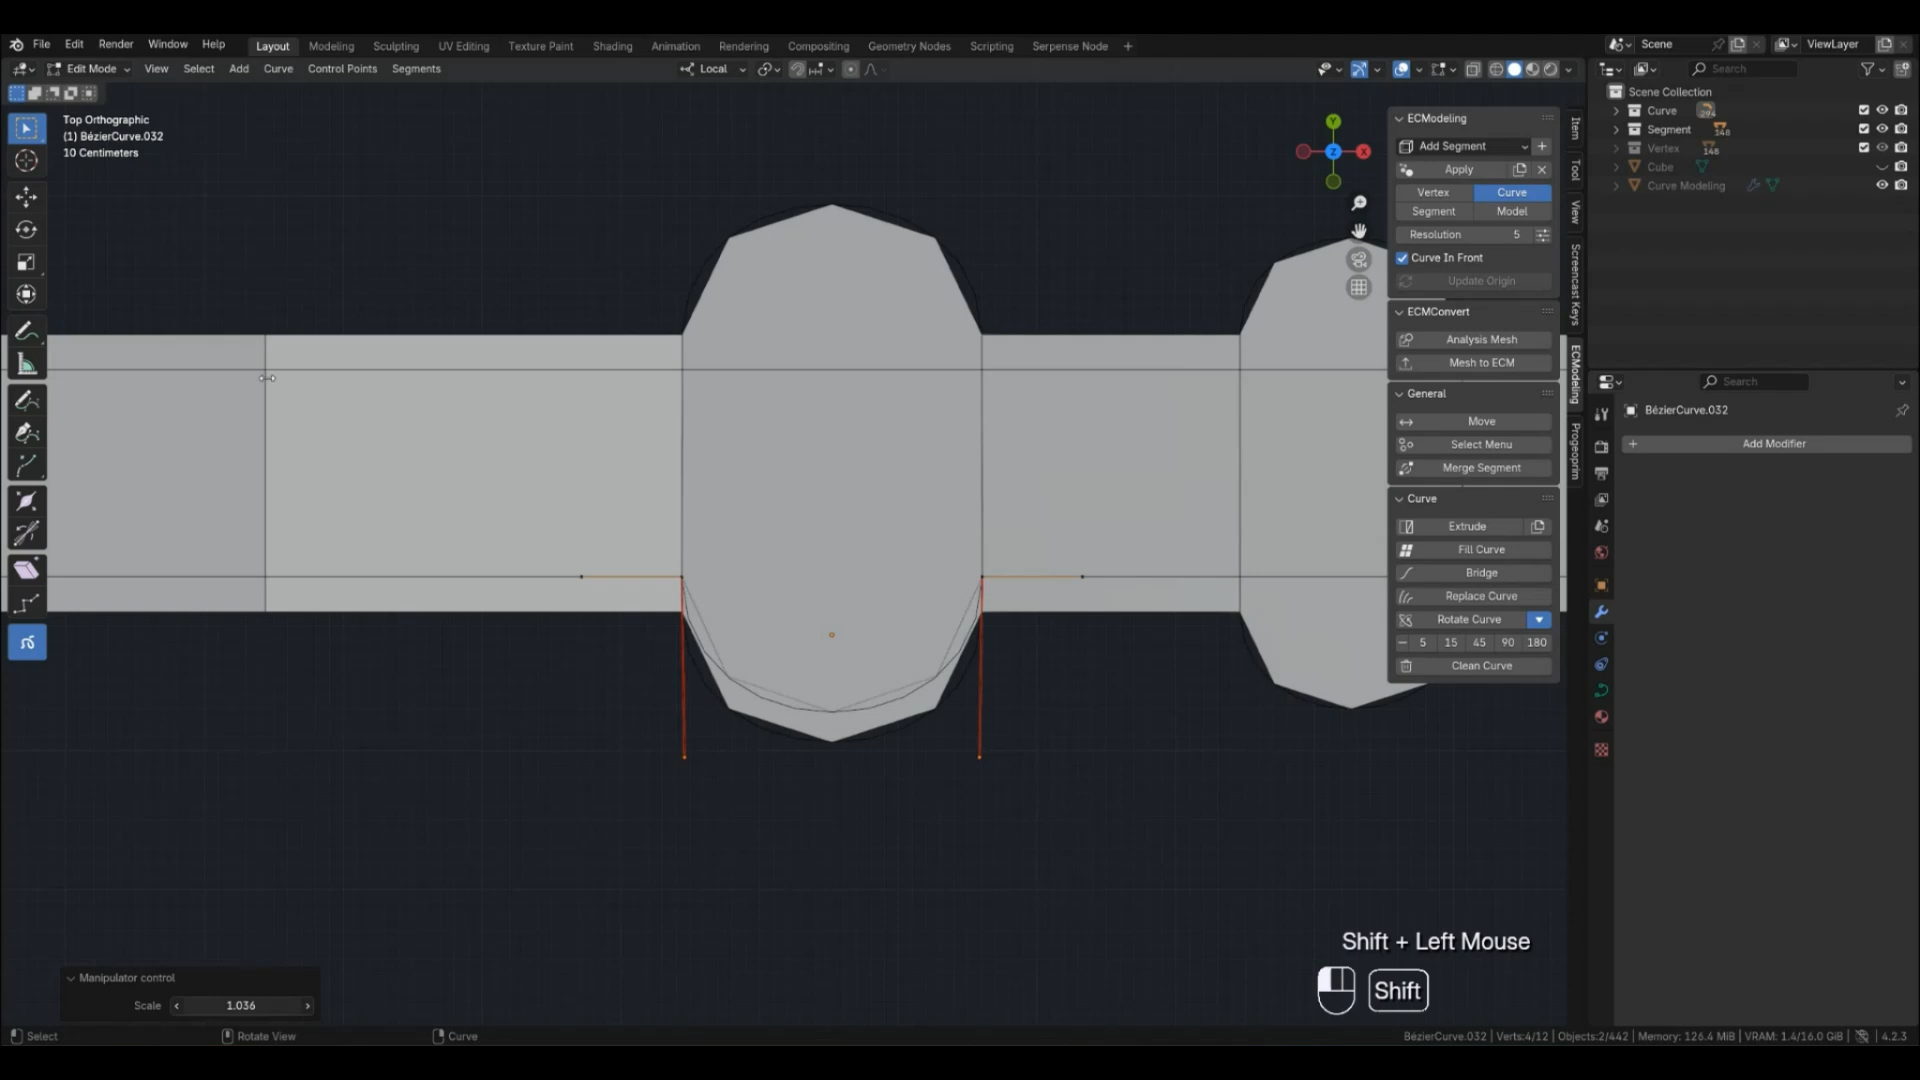 File Edit Render Window Help Layout Modeling Sculpting UV Editing Texture Paint Shading Animation Rendering Compositing Geometry Nodes Scripting Serpense Node + Scene ViewLayer
Edit Mode View Select Add Curve Control Points Segments Local Search
Top Orthographic
(1) BézierCurve.032
10 Centimeters
Y
Z
X
ECModeling
Add Segment
Apply
Vertex Curve
Segment Model
Resolution 5
Curve In Front
Update Origin
ECMConvert
Analysis Mesh
Mesh to ECM
General
Move
Select Menu
Merge Segment
Curve
Extrude
Fill Curve
Bridge
Replace Curve
Rotate Curve
5 15 45 90 180
Clean Curve
Item
Tool
View
Screencast Keys
ECModeling
Progeoprim
Scene Collection
Curve 294
Segment 148
Vertex 148
Cube
Curve Modeling
Search
BézierCurve.032
+ Add Modifier
Shift + Left Mouse
Shift
Manipulator control
Scale 1.036
Select Rotate View Curve BézierCurve.032 | Verts:4/12 | Objects:2/442 | Memory: 126.4 MiB | VRAM: 1.4/16.0 GiB | 4.2.3